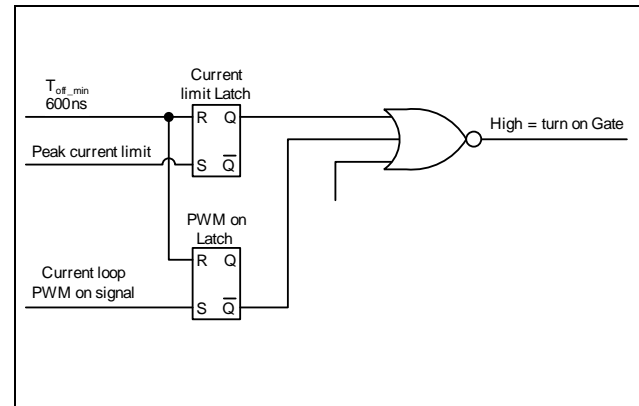 T_off_min
600ns
Current
limit Latch
R Q
S Q̅
Peak current limit
High = turn on Gate
PWM on
Latch
R Q
S Q̅
Current loop
PWM on signal